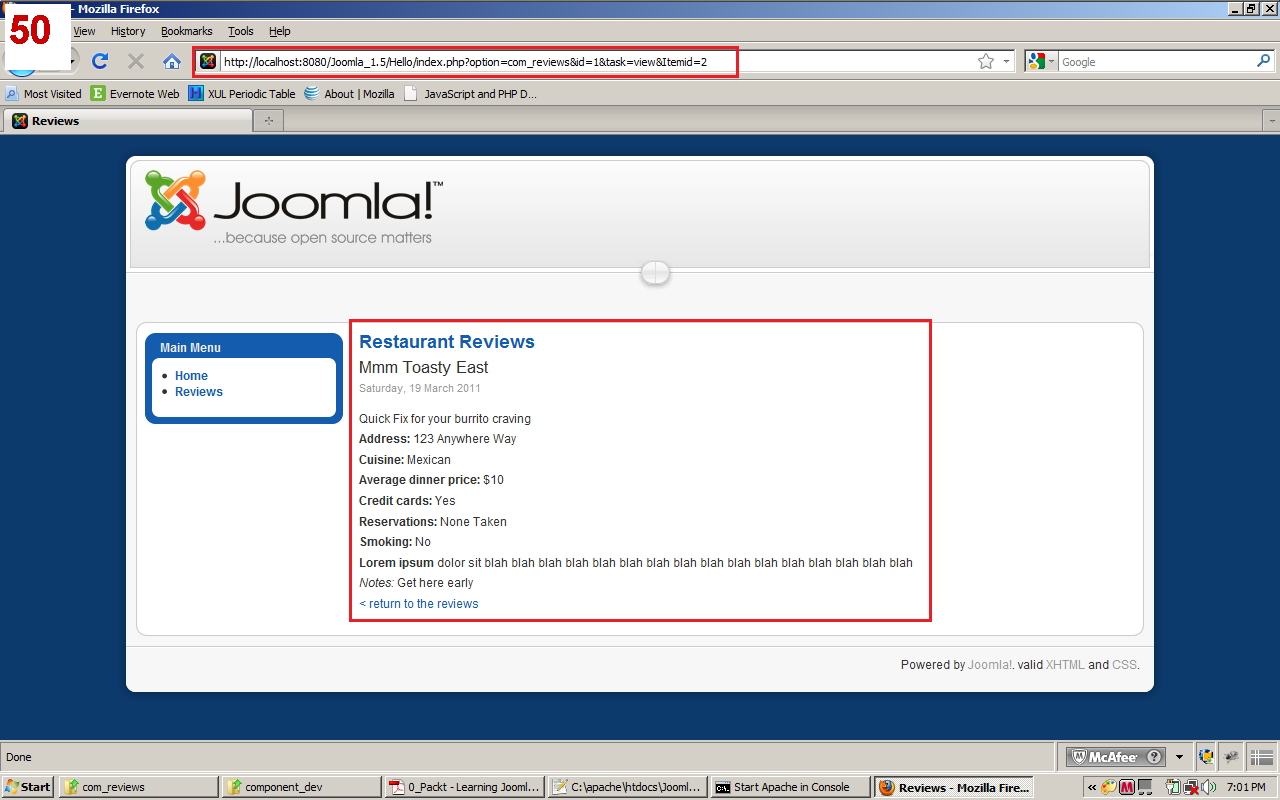 50
- Mozilla Firefox
View History Bookmarks Tools Help
http://localhost:8080/Joomla_1.5/Hello/index.php?option=com_reviews&id=1&task=view&Itemid=2
Google
Most Visited Evernote Web XUL Periodic Table About | Mozilla JavaScript and PHP D...
Reviews
Joomla!™
...because open source matters
Main Menu
Home
Reviews
Restaurant Reviews
Mmm Toasty East
Saturday, 19 March 2011
Quick Fix for your burrito craving
Address: 123 Anywhere Way
Cuisine: Mexican
Average dinner price: $10
Credit cards: Yes
Reservations: None Taken
Smoking: No
Lorem ipsum dolor sit blah blah blah blah blah blah blah blah blah blah blah blah blah blah blah blah
Notes: Get here early
< return to the reviews
Powered by Joomla!. valid XHTML and CSS.
Done
McAfee
Start com_reviews component_dev 0_Packt - Learning Jooml... C:\apache\htdocs\Jooml... Start Apache in Console Reviews - Mozilla Fire... 7:01 PM